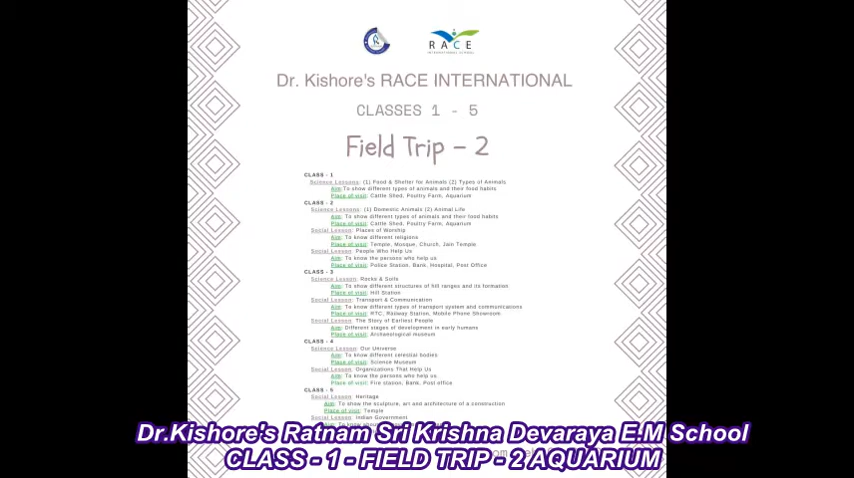 RACE
INTERNATIONAL SCHOOL
Dr. Kishore's RACE INTERNATIONAL
CLASSES 1 - 5
Field Trip - 2
CLASS - 1
Science Lessons: (1) Food & Shelter for Animals (2) Types of Animals
Aim:To show different types of animals and their food habits
Place of visit: Cattle Shed, Poultry Farm, Aquarium
CLASS - 2
Science Lessons: (1) Domestic Animals (2) Animal Life
Aim: To show different types of animals and their food habits
Place of visit: Cattle Shed, Poultry Farm, Aquarium
Social Lesson: Places of Worship
Aim: To know different religions
Place of visit: Temple, Mosque, Church, Jain Temple
Social Lesson: People Who Help Us
Aim: To know the persons who help us
Place of visit: Police Station, Bank, Hospital, Post Office
CLASS - 3
Science Lesson: Rocks & Soils
Aim: To show different structures of hill ranges and its formation
Place of visit: Hill Station
Social Lesson: Transport & Communication
Aim: To know different types of transport system and communications
Place of visit: RTC, Railway Station, Mobile Phone Showroom
Social Lesson: The Story of Earliest People
Aim: Different stages of development in early humans
Place of visit: Archaeological museum
CLASS - 4
Science Lesson: Our Universe
Aim: To know different celestial bodies
Place of visit: Science Museum
Social Lesson: Organizations That Help Us
Aim: To know the persons who help us
Place of visit: Fire station, Bank, Post office
CLASS - 5
Social Lesson: Heritage
Aim: To show the sculpture, art and architecture of a construction
Place of visit: Temple
Social Lesson: Indian Government
Aim: To know about
Dr.Kishore's Ratnam Sri Krishna Devaraya E.M School
CLASS - 1 - FIELD TRIP - 2 AQUARIUM